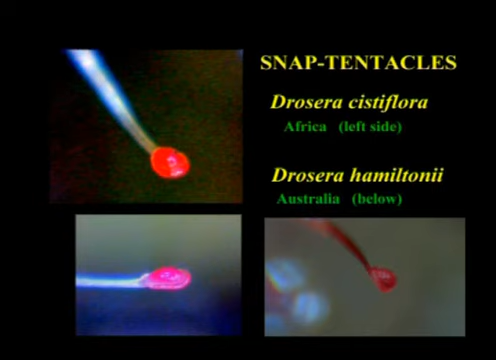 SNAP-TENTACLES
Drosera cistiflora
Africa (left side)
Drosera hamiltonii
Australia (below)